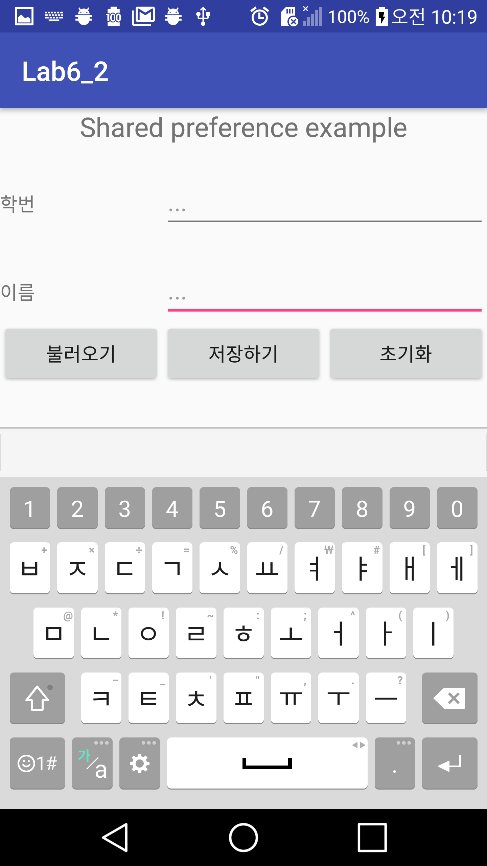 100% 오전 10:19
Lab6_2
Shared preference example
학번 ...
이름 ...
불러오기 저장하기 초기화
1 2 3 4 5 6 7 8 9 0
+ × ÷ = % / ₩ # [ ]
ㅂ ㅈ ㄷ ㄱ ㅅ ㅛ ㅕ ㅑ ㅐ ㅔ
@ * ! ~ : ; ^ ( )
ㅁ ㄴ ㅇ ㄹ ㅎ ㅗ ㅓ ㅏ ㅣ
- _ ' " , . ?
ㅋ ㅌ ㅊ ㅍ ㅠ ㅜ ㅡ
1# 가/a .